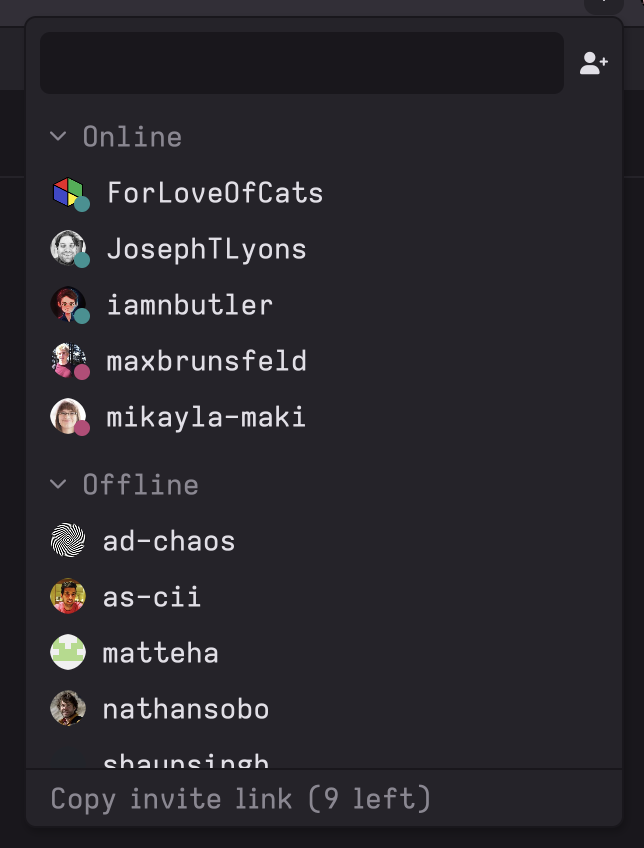 Online
ForLoveOfCats
JosephTLyons
iamnbutler
maxbrunsfeld
mikayla-maki
Offline
ad-chaos
as-cii
matteha
nathansobo
shaunsingh
Copy invite link (9 left)